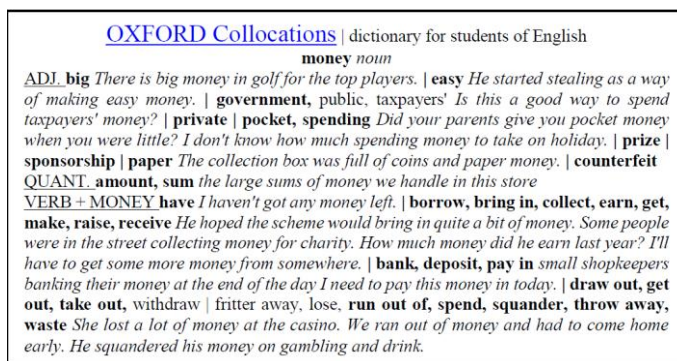 OXFORD Collocations | dictionary for students of English
money noun
ADJ. big There is big money in golf for the top players. | easy He started stealing as a way
of making easy money. | government, public, taxpayers' Is this a good way to spend
taxpayers' money? | private | pocket, spending Did your parents give you pocket money
when you were little? I don't know how much spending money to take on holiday. | prize |
sponsorship | paper The collection box was full of coins and paper money. | counterfeit
QUANT. amount, sum the large sums of money we handle in this store
VERB + MONEY have I haven't got any money left. | borrow, bring in, collect, earn, get,
make, raise, receive He hoped the scheme would bring in quite a bit of money. Some people
were in the street collecting money for charity. How much money did he earn last year? I'll
have to get some more money from somewhere. | bank, deposit, pay in small shopkeepers
banking their money at the end of the day I need to pay this money in today. | draw out, get
out, take out, withdraw | fritter away, lose, run out of, spend, squander, throw away,
waste She lost a lot of money at the casino. We ran out of money and had to come home
early. He squandered his money on gambling and drink.